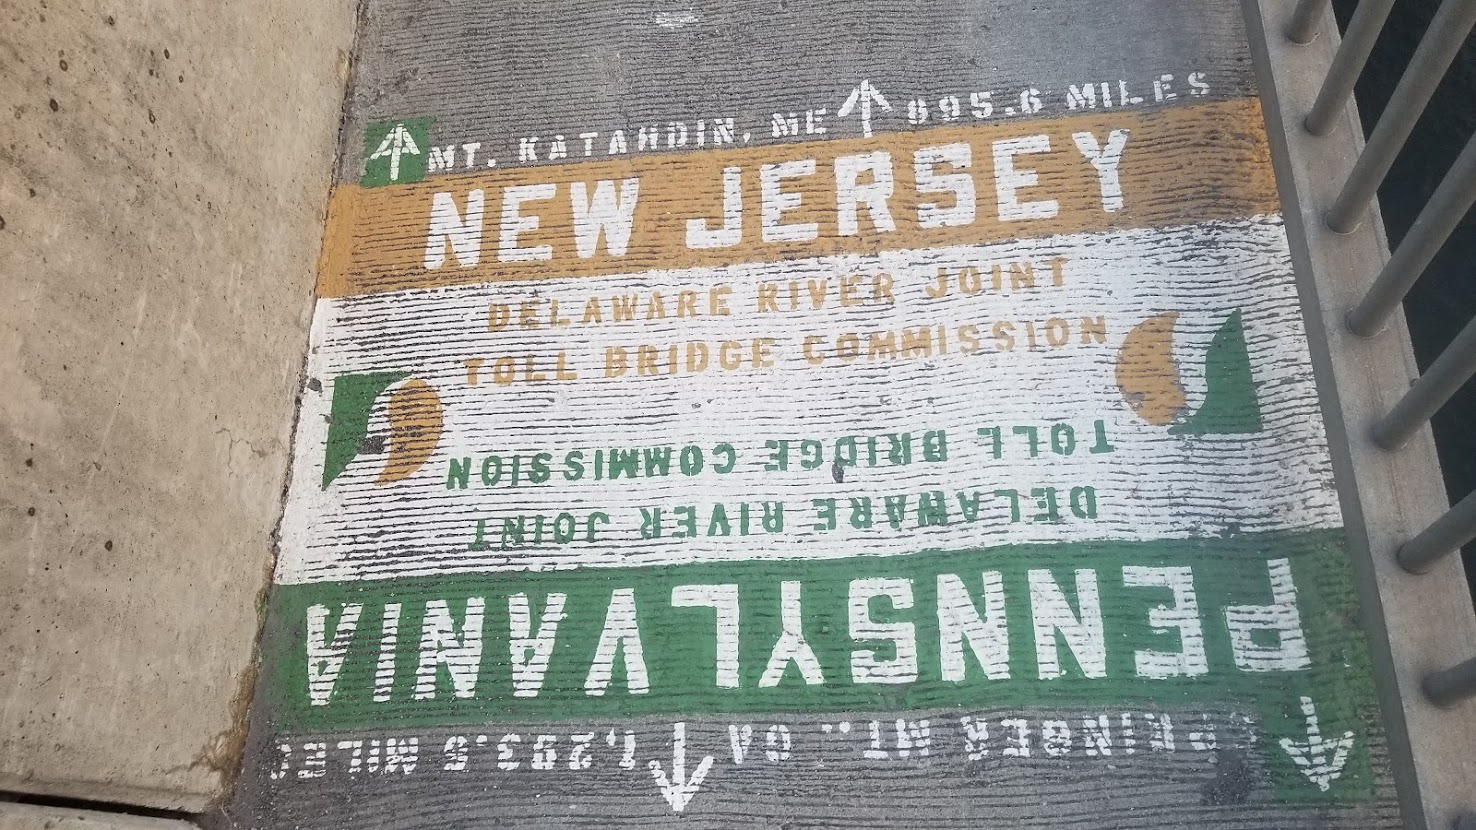 MT. KATAHDIN, ME ↑ 895.6 MILES
NEW JERSEY
DELAWARE RIVER JOINT
TOLL BRIDGE COMMISSION
SPRINGER MT., GA ↑ 1,293.5 MILES
PENNSYLVANIA
DELAWARE RIVER JOINT
TOLL BRIDGE COMMISSION